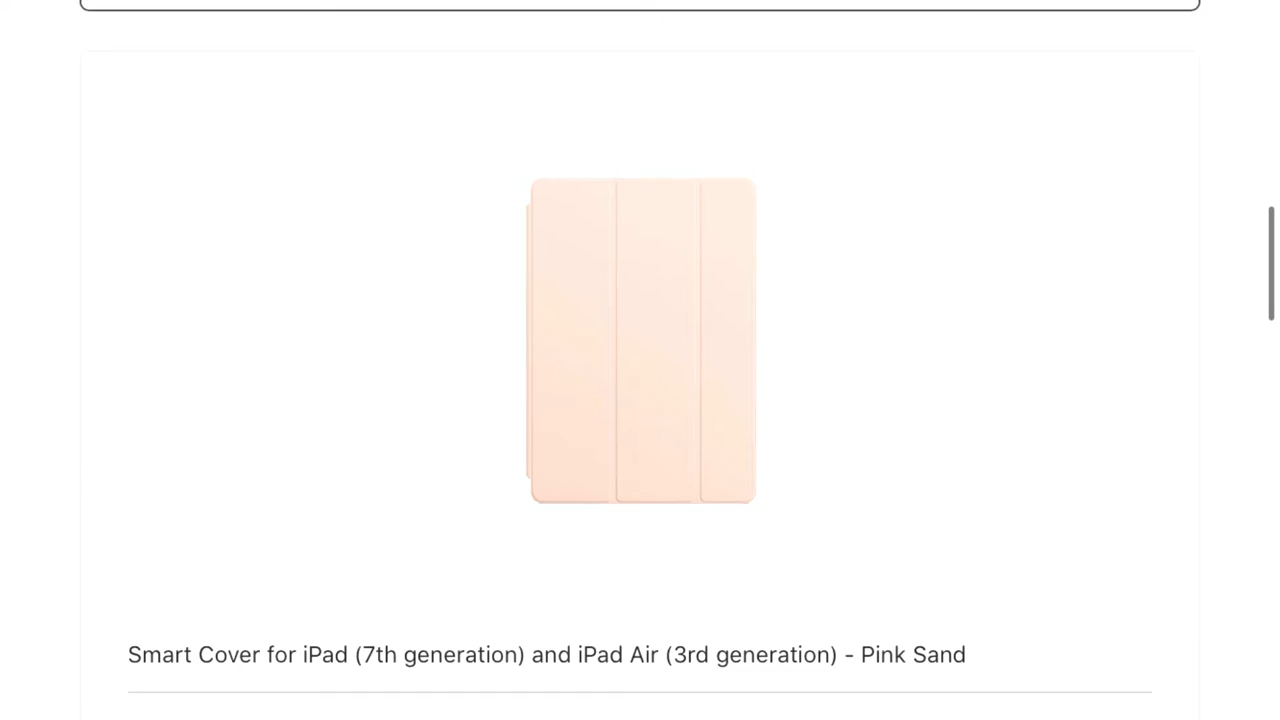 Smart Cover for iPad (7th generation) and iPad Air (3rd generation) - Pink Sand